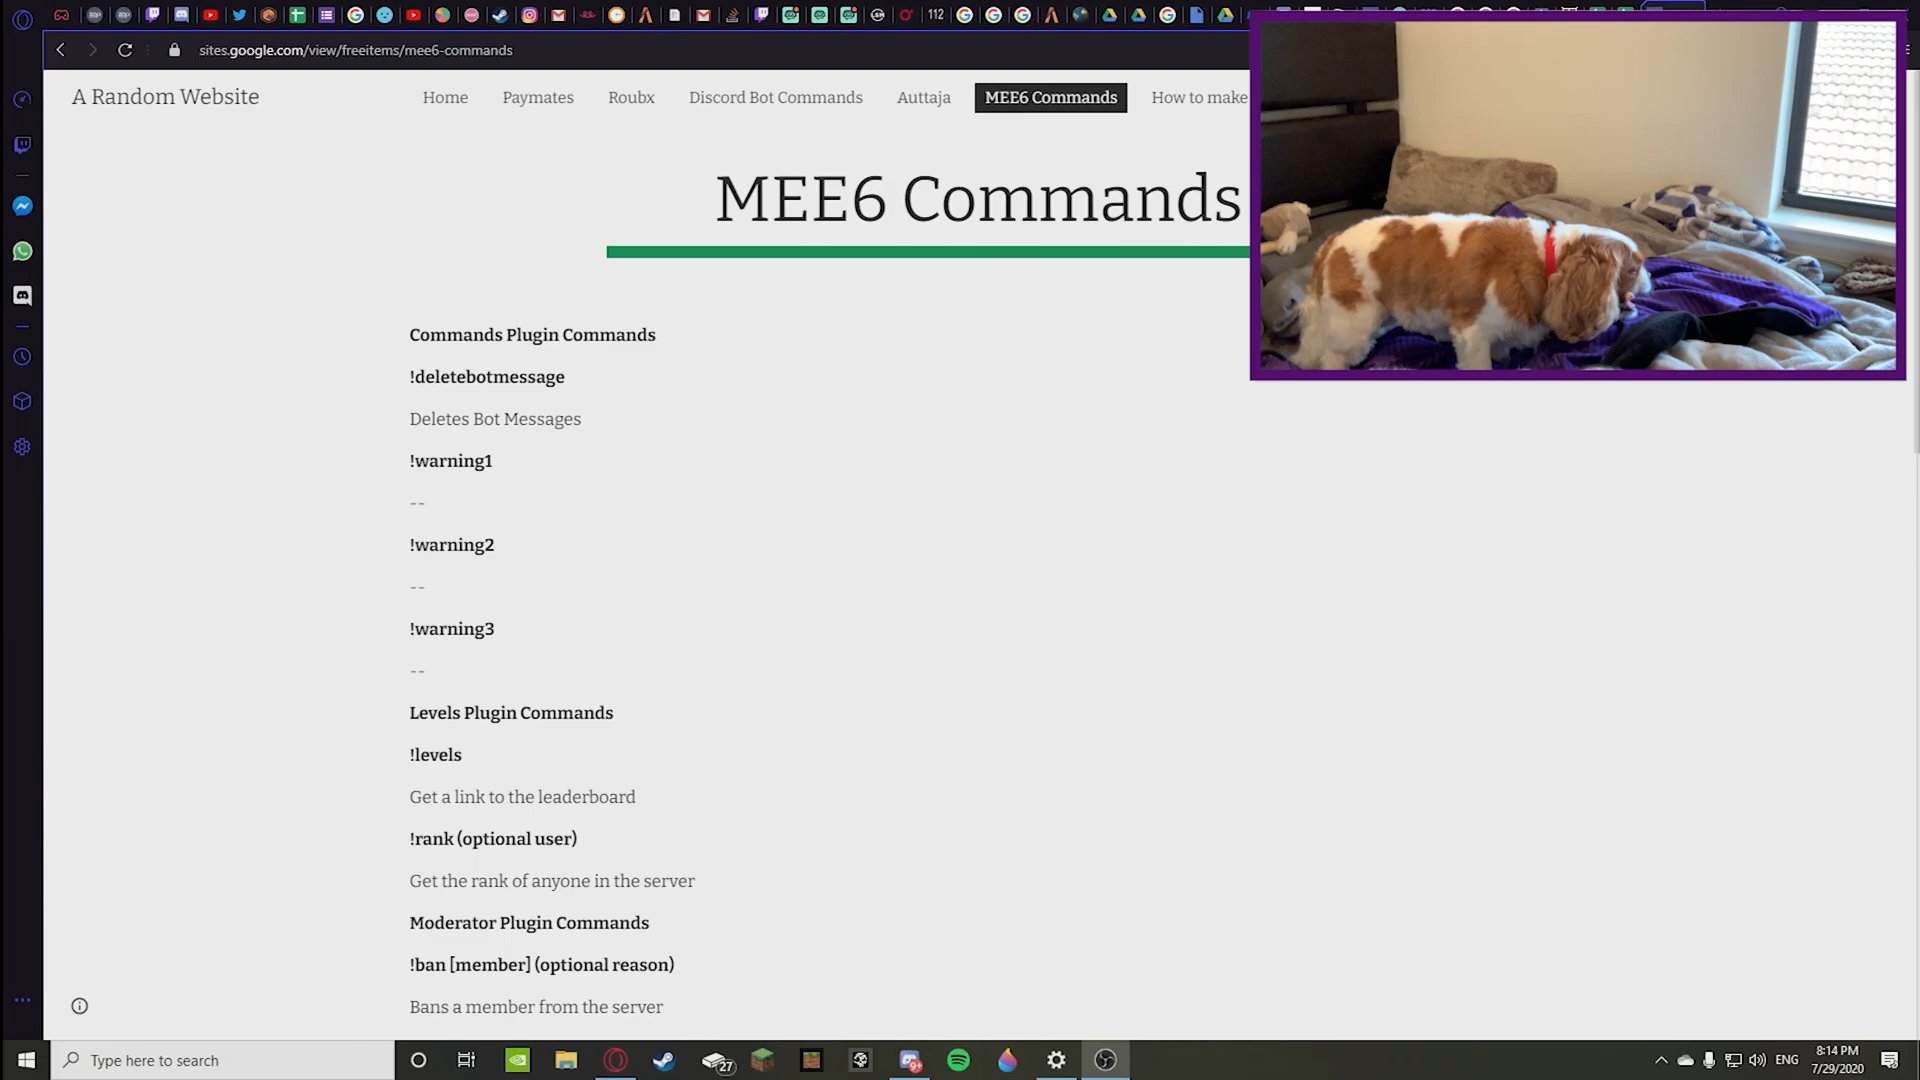 112
sites.google.com/view/freeitems/mee6-commands
A Random Website
Home Paymates Roubx Discord Bot Commands Auttaja MEE6 Commands How to make
MEE6 Commands
Commands Plugin Commands
!deletebotmessage
Deletes Bot Messages
!warning1
--
!warning2
--
!warning3
--
Levels Plugin Commands
!levels
Get a link to the leaderboard
!rank (optional user)
Get the rank of anyone in the server
Moderator Plugin Commands
!ban [member] (optional reason)
Bans a member from the server
Type here to search
27
9+
ENG
8:14 PM
7/29/2020